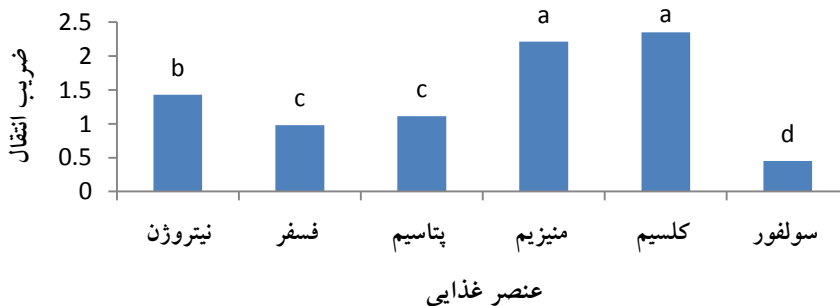 ضریب انتقال
2.5
2
1.5
1
0.5
0
b
c
c
a
a
d
نیتروژن
فسفر
پتاسیم
منیزیم
کلسیم
سولفور
عنصر غذایی